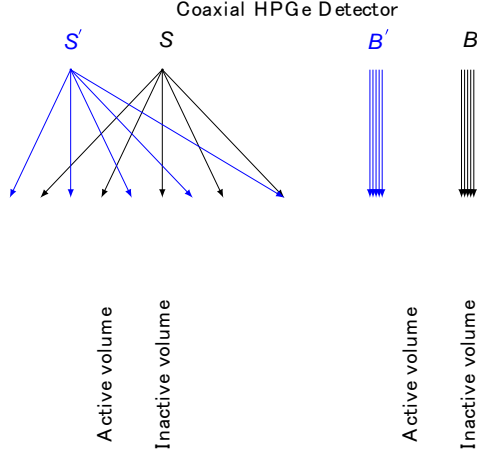 Coaxial HPGe Detector
S′ S B′ B
Active volume
Inactive volume
Active volume
Inactive volume